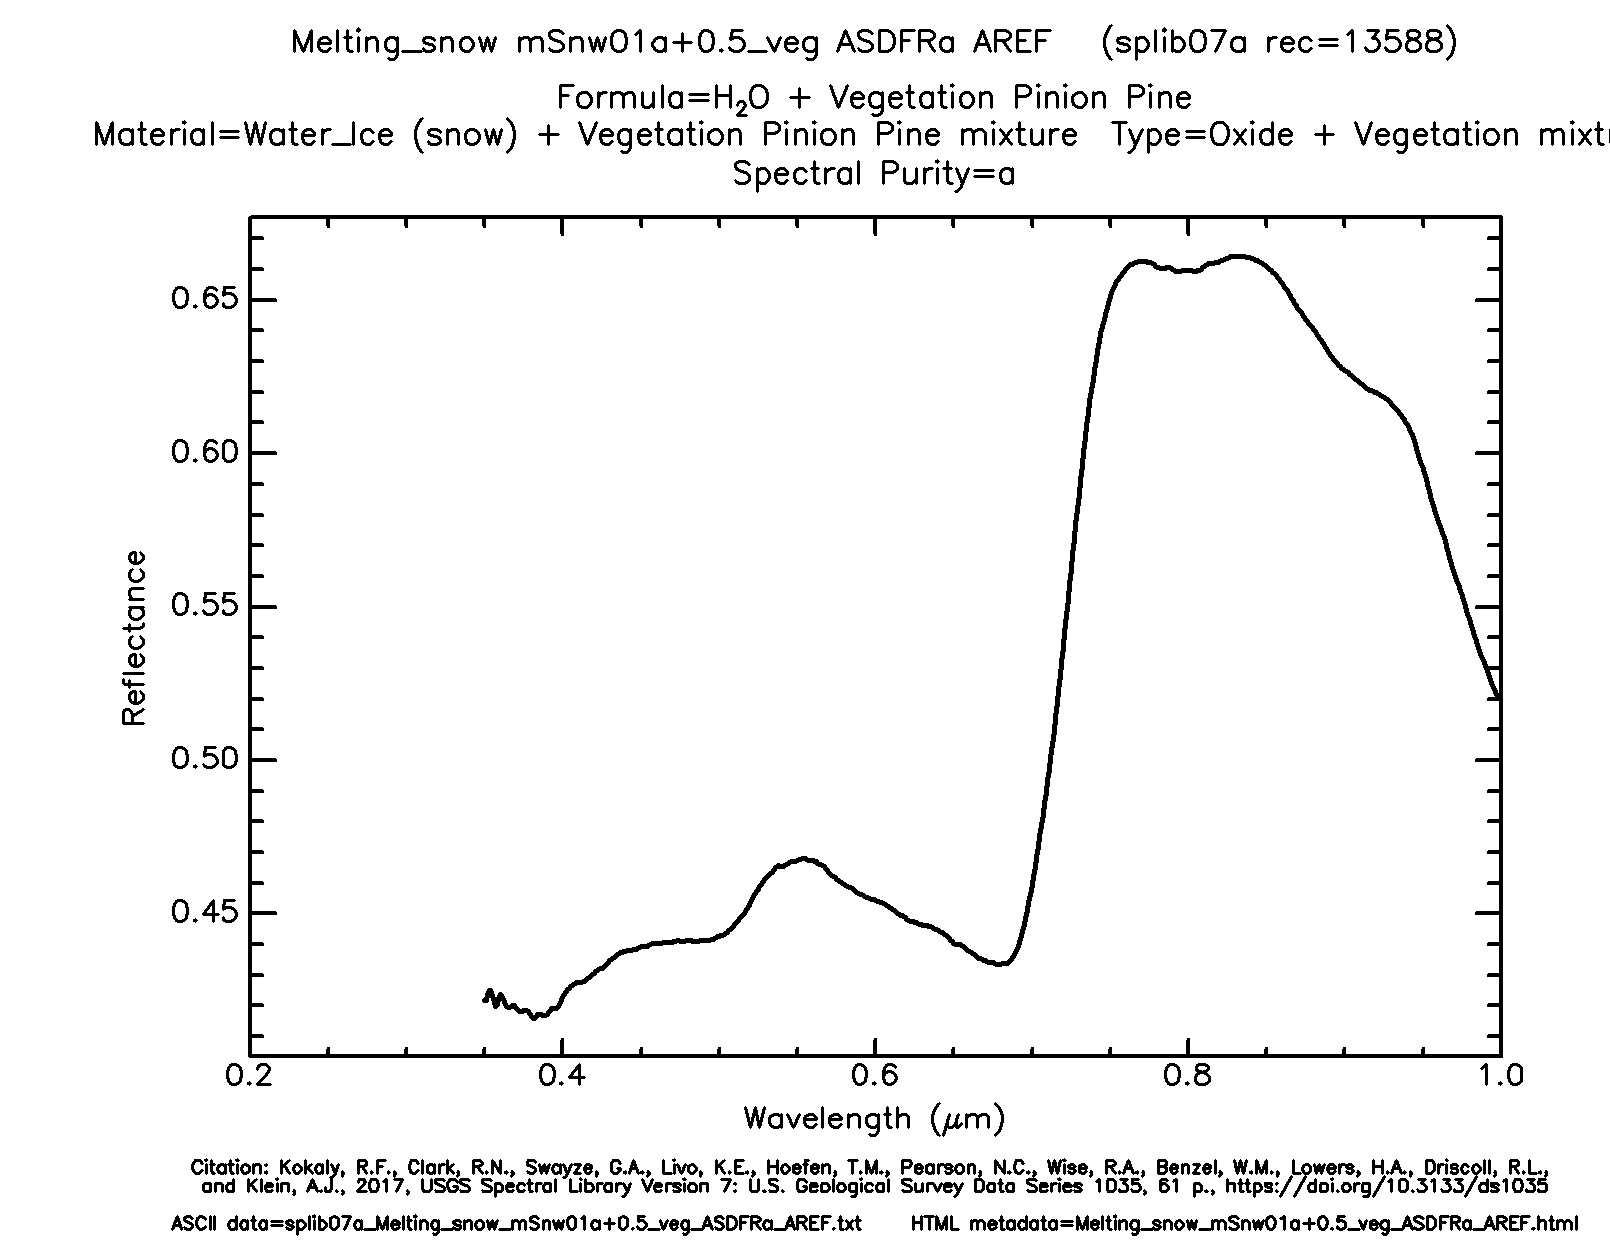 Melting_snow mSnw01a+0.5_veg ASDFRa AREF (splib07a rec=13588)
Formula=H₂O + Vegetation Pinion Pine
Material=Water_Ice (snow) + Vegetation Pinion Pine mixture Type=Oxide + Vegetation mixtu
Spectral Purity=a
0.65
0.60
0.55
0.50
0.45
Reflectance
0.2 0.4 0.6 0.8 1.0
Wavelength (μm)
Citation: Kokaly, R.F., Clark, R.N., Swayze, G.A., Livo, K.E., Hoefen, T.M., Pearson, N.C., Wise, R.A., Benzel, W.M., Lowers, H.A., Driscoll, R.L.,
and Klein, A.J., 2017, USGS Spectral Library Version 7: U.S. Geological Survey Data Series 1035, 61 p., https://doi.org/10.3133/ds1035
ASCII data=splib07a_Melting_snow_mSnw01a+0.5_veg_ASDFRa_AREF.txt HTML metadata=Melting_snow_mSnw01a+0.5_veg_ASDFRa_AREF.html